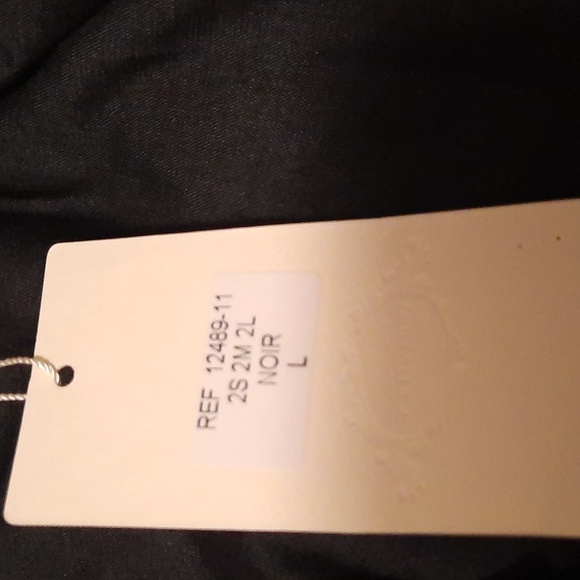 REF 12489-11
2S 2M 2L
NOIR
L